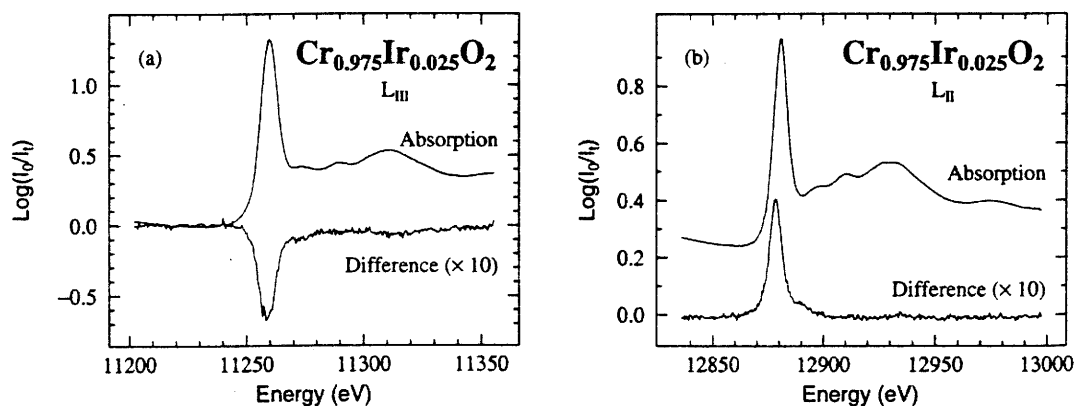 (a)
Cr0.975Ir0.025O2
LIII
Absorption
Difference (× 10)
Log(I0/It)
1.0
0.5
0.0
−0.5
11200
11250
11300
11350
Energy (eV)
(b)
Cr0.975Ir0.025O2
LII
Absorption
Difference (× 10)
Log(I0/It)
1.0
0.8
0.6
0.4
0.2
0.0
12850
12900
12950
13000
Energy (eV)